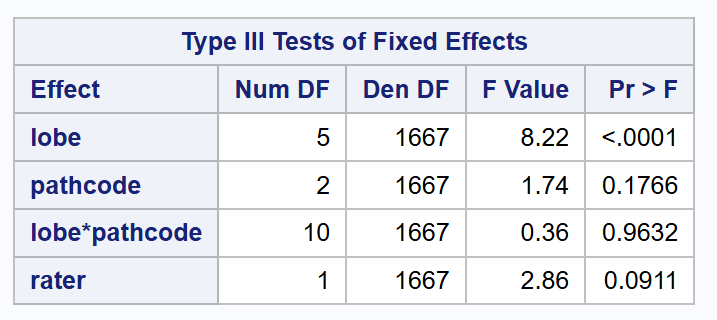 Type III Tests of Fixed Effects
Effect Num DF Den DF F Value Pr > F
lobe 5 1667 8.22 <.0001
pathcode 2 1667 1.74 0.1766
lobe*pathcode 10 1667 0.36 0.9632
rater 1 1667 2.86 0.0911